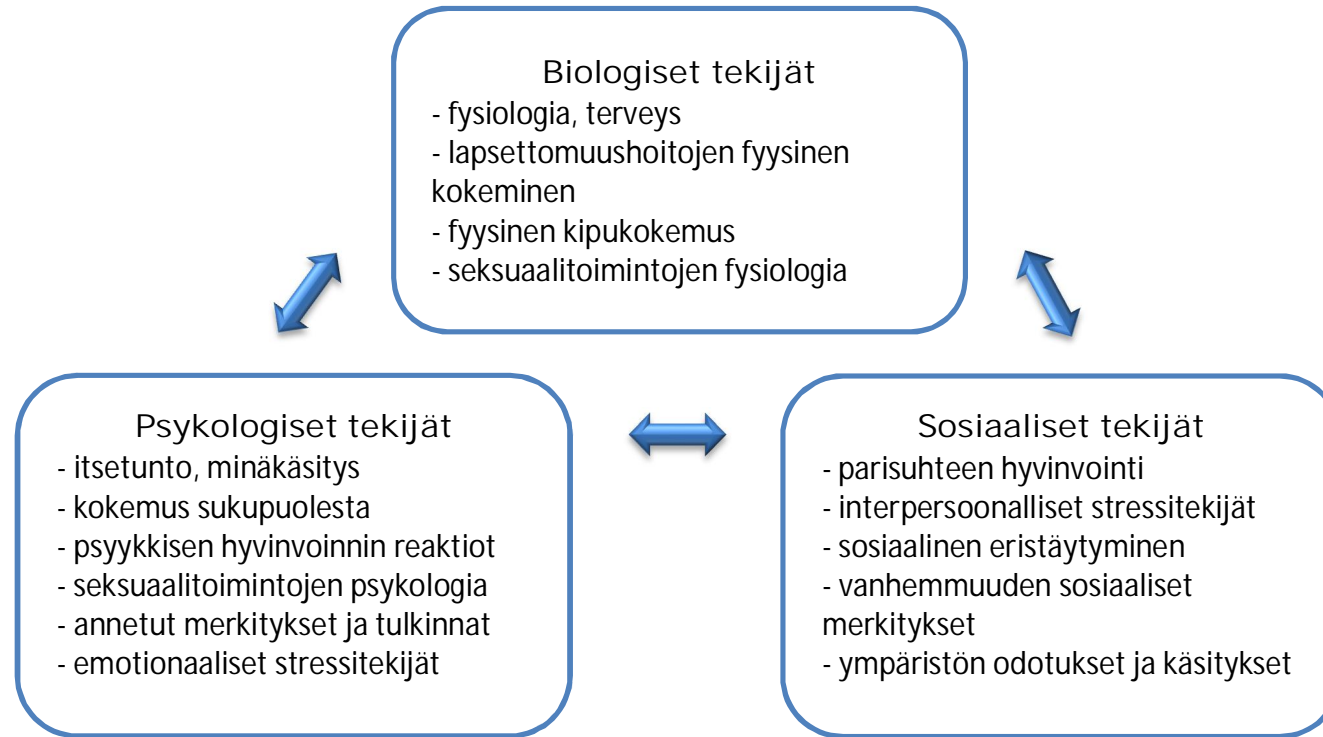 Biologiset tekijät
- fysiologia, terveys
- lapsettomuushoitojen fyysinen
kokeminen
- fyysinen kipukokemus
- seksuaalitoimintojen fysiologia
Psykologiset tekijät
- itsetunto, minäkäsitys
- kokemus sukupuolesta
- psyykkisen hyvinvoinnin reaktiot
- seksuaalitoimintojen psykologia
- annetut merkitykset ja tulkinnat
- emotionaaliset stressitekijät
Sosiaaliset tekijät
- parisuhteen hyvinvointi
- interpersoonalliset stressitekijät
- sosiaalinen eristäytyminen
- vanhemmuuden sosiaaliset
merkitykset
- ympäristön odotukset ja käsitykset